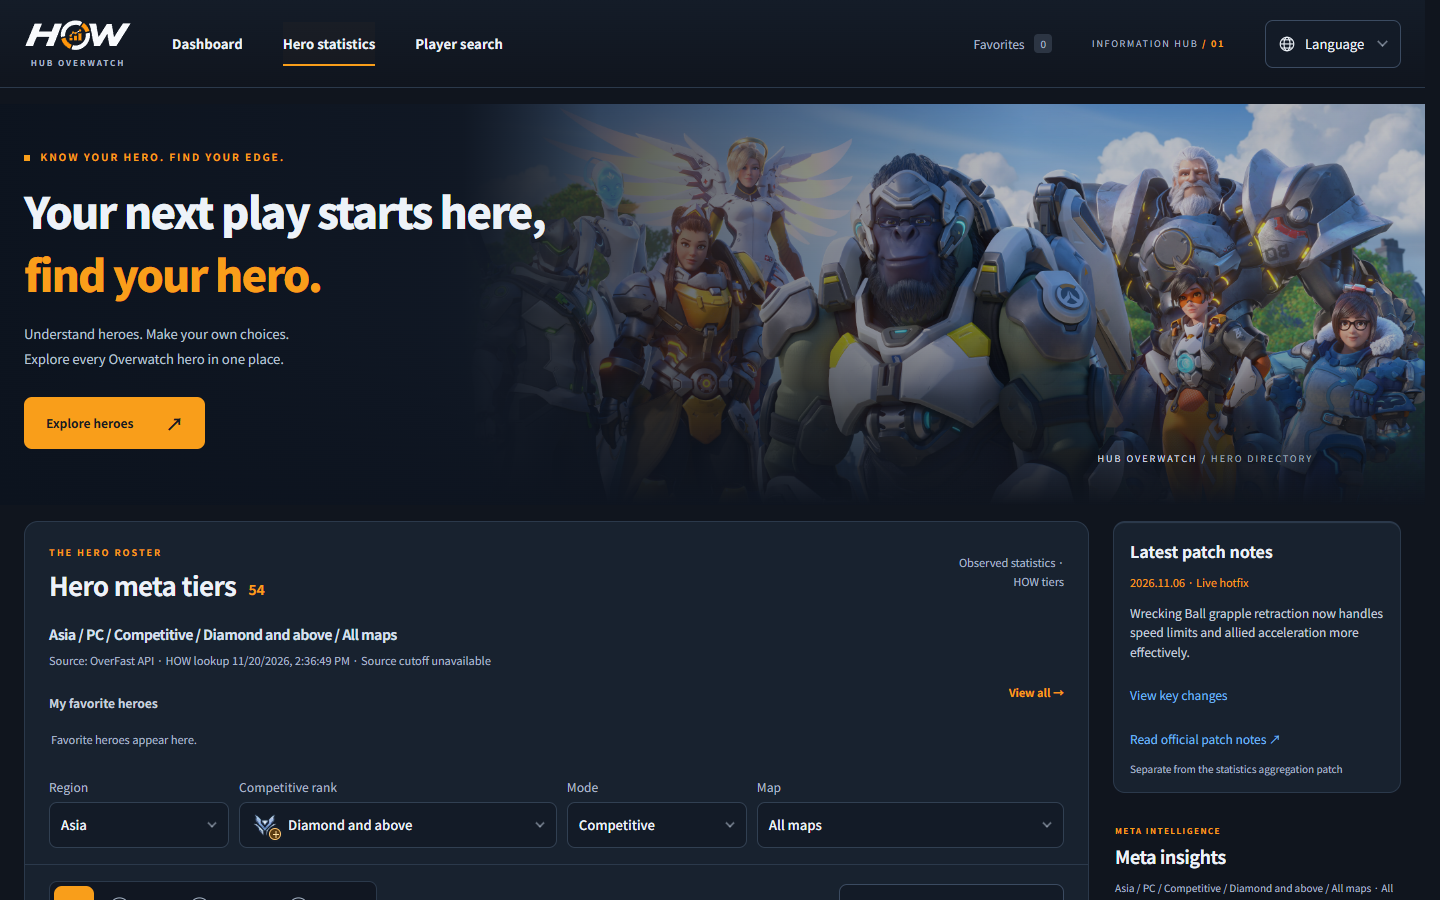 HOW
HUB OVERWATCH
Dashboard
Hero statistics
Player search
Favorites 0
INFORMATION HUB / 01
Language
KNOW YOUR HERO. FIND YOUR EDGE.
Your next play starts here,
find your hero.
Understand heroes. Make your own choices.
Explore every Overwatch hero in one place.
Explore heroes ↗
HUB OVERWATCH / HERO DIRECTORY
THE HERO ROSTER
Hero meta tiers 54
Observed statistics ·
HOW tiers
Asia / PC / Competitive / Diamond and above / All maps
Source: OverFast API · HOW lookup 11/20/2026, 2:36:49 PM · Source cutoff unavailable
My favorite heroes
View all →
Favorite heroes appear here.
Region
Competitive rank
Mode
Map
Asia
Diamond and above
Competitive
All maps
Latest patch notes
2026.11.06 · Live hotfix
Wrecking Ball grapple retraction now handles
speed limits and allied acceleration more
effectively.
View key changes
Read official patch notes ↗
Separate from the statistics aggregation patch
META INTELLIGENCE
Meta insights
Asia / PC / Competitive / Diamond and above / All maps · All